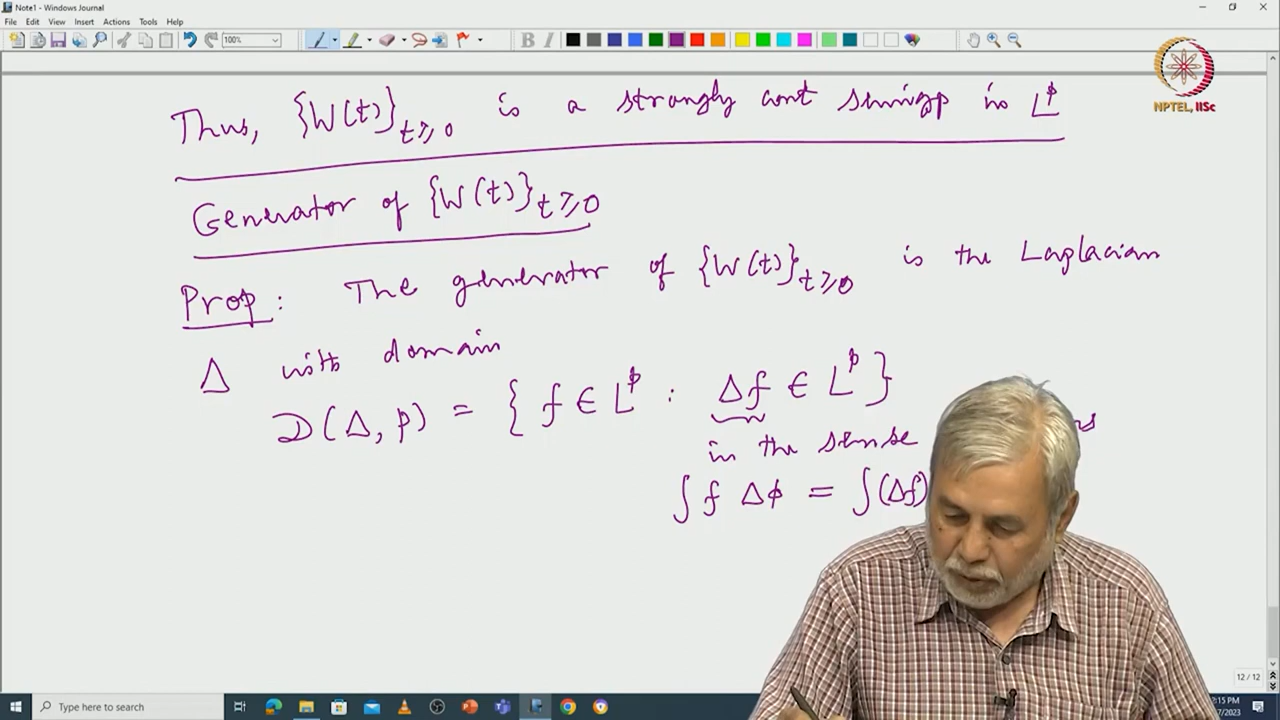 Note1 - Windows Journal
File Edit View Insert Actions Tools Help
100%
NPTEL, IISc
Thus, {W(t)}_{t≥0} is a strongly cont semigp in L^p
Generator of {W(t)}_{t≥0}
Prop: The generator of {W(t)}_{t≥0} is the Laplacian
Δ with domain
D(Δ, p) = { f ∈ L^p : Δf ∈ L^p }
in the sense
∫ f Δϕ = ∫(Δf)
12 / 12
Type here to search